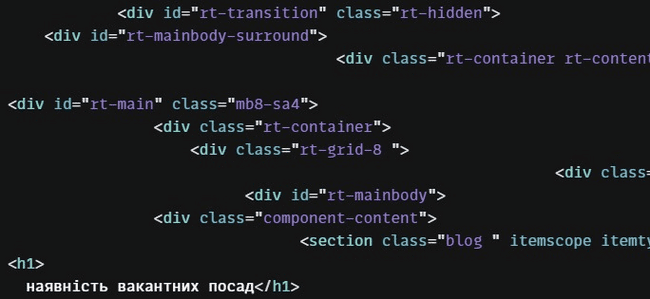 <div id="rt-transition" class="rt-hidden">
<div id="rt-mainbody-surround">
<div class="rt-container rt-content
<div id="rt-main" class="mb8-sa4">
<div class="rt-container">
<div class="rt-grid-8 ">
<div class=
<div id="rt-mainbody">
<div class="component-content">
<section class="blog " itemscope itemty
<h1>
наявність вакантних посад</h1>